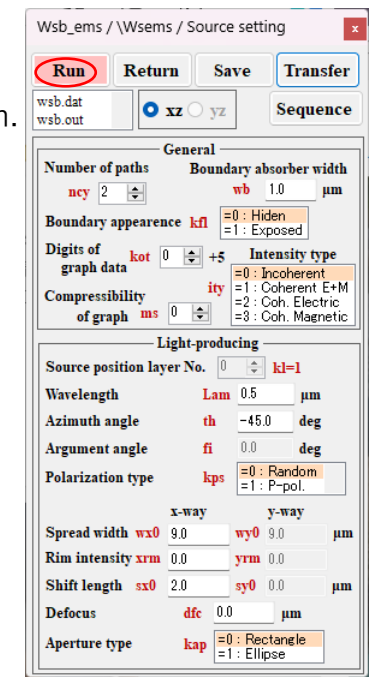 Wsb_ems / \Wsems / Source setting x
Run Return Save Transfer
wsb.dat
wsb.out
xz yz Sequence
n.
General
Number of paths Boundary absorber width
ncy 2 wb 1.0 μm
Boundary appearence kfl =0 : Hiden
=1 : Exposed
Digits of
graph data kot 0 +5 Intensity type
ity =0 : Incoherent
=1 : Coherent E+M
=2 : Coh. Electric
=3 : Coh. Magnetic
Compressibility
of graph ms 0
Light-producing
Source position layer No. 0 kl=1
Wavelength Lam 0.5 μm
Azimuth angle th -45.0 deg
Argument angle fi 0.0 deg
Polarization type kps =0 : Random
=1 : P-pol.
x-way y-way
Spread width wx0 9.0 wy0 9.0 μm
Rim intensity xrm 0.0 yrm 0.0
Shift length sx0 2.0 sy0 0.0 μm
Defocus dfc 0.0 μm
Aperture type kap =0 : Rectangle
=1 : Ellipse